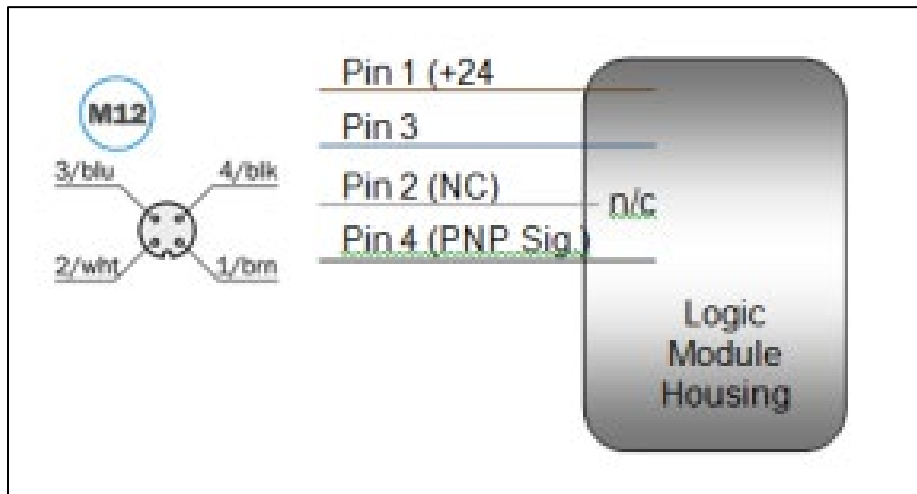 M12
3/blu
4/blk
2/wht
1/brn
Pin 1 (+24
Pin 3
Pin 2 (NC)
n/c
Pin 4 (PNP Sig.)
Logic
Module
Housing